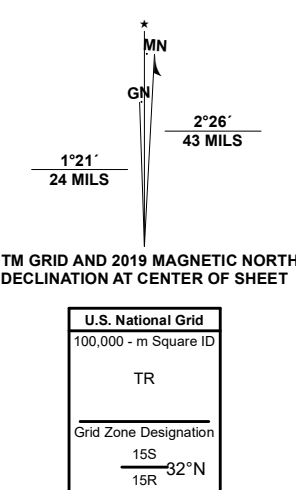 ★
MN
GN
2°26´
43 MILS
1°21´
24 MILS
TM GRID AND 2019 MAGNETIC NORTH
DECLINATION AT CENTER OF SHEET
U.S. National Grid
100,000 - m Square ID
TR
Grid Zone Designation
15S
32°N
15R